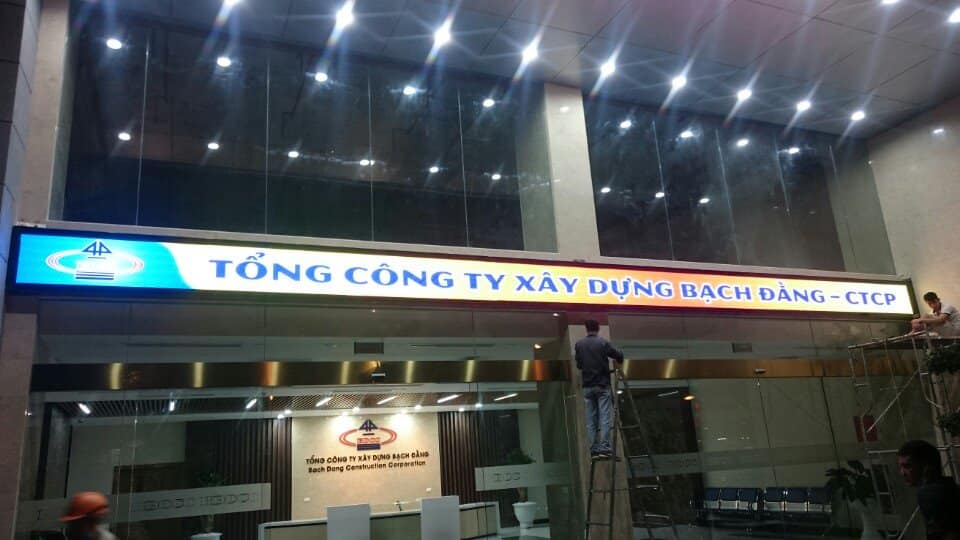 TỔNG CÔNG TY XÂY DỰNG BẠCH ĐẰNG - CTCP
TỔNG CÔNG TY XÂY DỰNG BẠCH ĐẰNG
Bach Dang Construction Corporation